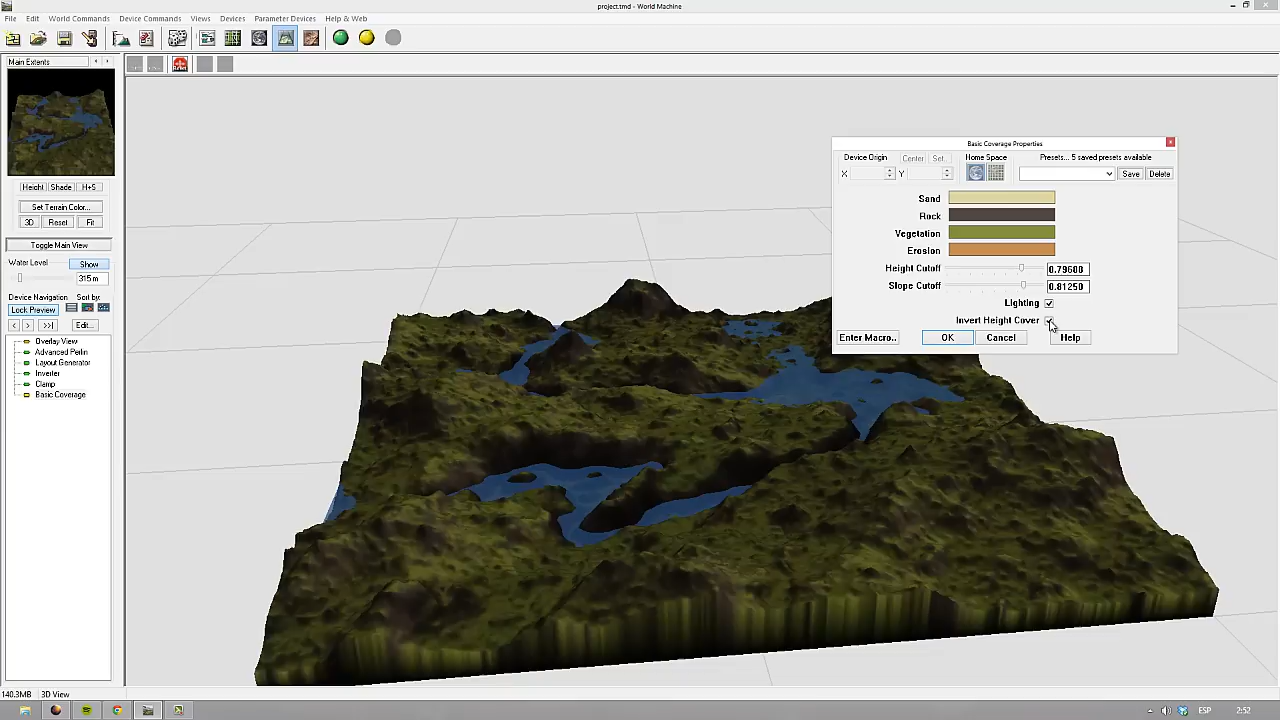 project.tmd - World Machine
File Edit World Commands Device Commands Views Devices Parameter Devices Help & Web
Main Extents
Height Shade H+S
Set Terrain Color...
3D Reset Fit
Toggle Main View
Water Level Show
315 m
Device Navigation Sort by:
Lock Preview
< > >>| Edit...
Overlay View
Advanced Perlin
Layout Generator
Inverter
Clamp
Basic Coverage
Basic Coverage Properties
Device Origin Center Set.. Home Space Presets... 5 saved presets available
X Y Save Delete
Sand
Rock
Vegetation
Erosion
Height Cutoff 0.79600
Slope Cutoff 0.81250
Lighting
Invert Height Cover
Enter Macro.. OK Cancel Help
140.3MB 3D View
ESP 2:52